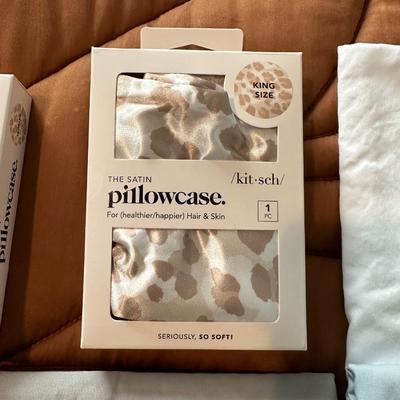 KING
SIZE
THE SATIN
/kit·sch/
pillowcase.
For (healthier/happier) Hair & Skin
1
PC
SERIOUSLY, SO SOFT!
pillowcase.